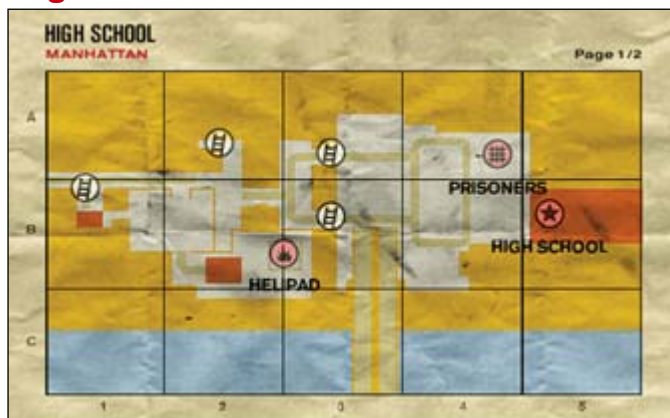 HIGH SCHOOL
MANHATTAN
Page 1/2
A
PRISONERS
B
HIGH SCHOOL
HELIPAD
C
1 2 3 4 5